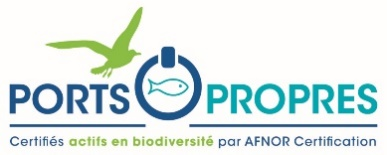 PORTS PROPRES
Certifiés actifs en biodiversité par AFNOR Certification